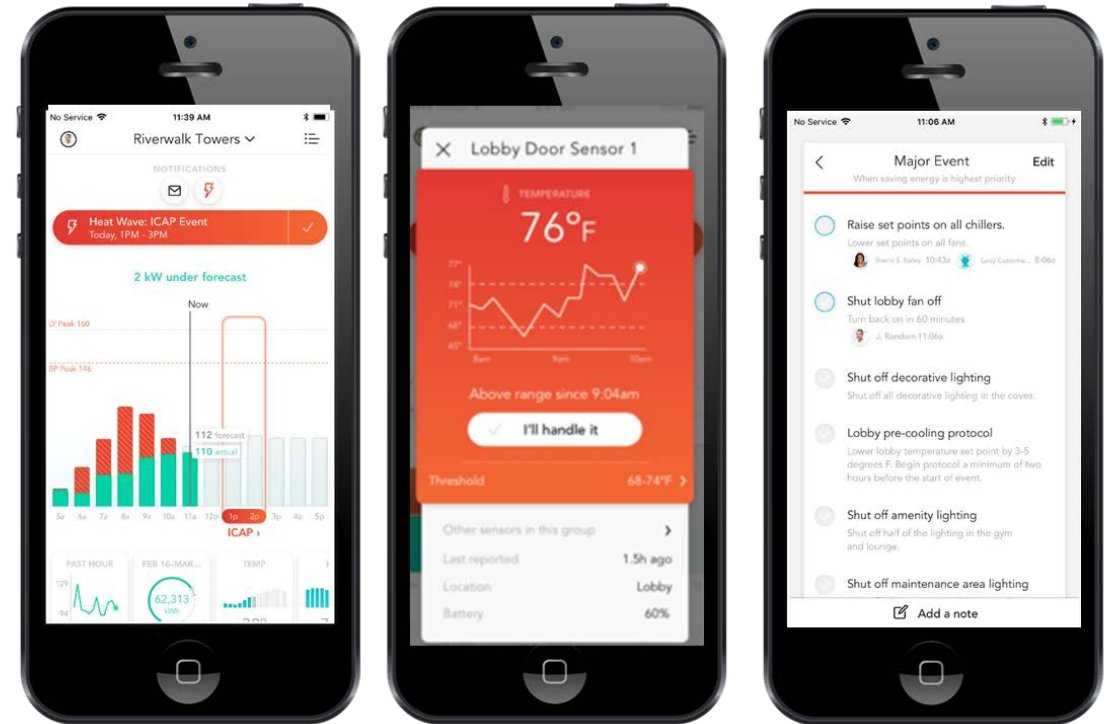 No Service
11:39 AM
Riverwalk Towers
NOTIFICATIONS
Heat Wave: ICAP Event
Today, 1PM - 3PM
2 kW under forecast
Now
LY Peak 160
BP Peak 146
112 forecast
110 actual
5a 6a 7a 8a 9a 10a 11a 12p 1p 2p 3p 4p 5p
ICAP ›
PAST HOUR
129
94
FEB 16-MAR...
62,313
kWh
TEMP
Lobby Door Sensor 1
TEMPERATURE
76°F
77°
74°
71°
68°
65°
8am 9am 10am
Above range since 9:04am
I'll handle it
Threshold 68-74°F
Other sensors in this group
Last reported 1.5h ago
Location Lobby
Battery 60%
No Service
11:06 AM
Major Event
Edit
When saving energy is highest priority
Raise set points on all chillers.
Lower set points on all fans.
10:43a 8:06a
Shut lobby fan off
Turn back on in 60 minutes
J. Random 11:06a
Shut off decorative lighting
Shut off all decorative lighting in the coves.
Lobby pre-cooling protocol
Lower lobby temperature set point by 3-5
degrees F. Begin protocol a minimum of two
hours before the start of event.
Shut off amenity lighting
Shut off half of the lighting in the gym
and lounge.
Shut off maintenance area lighting
Add a note